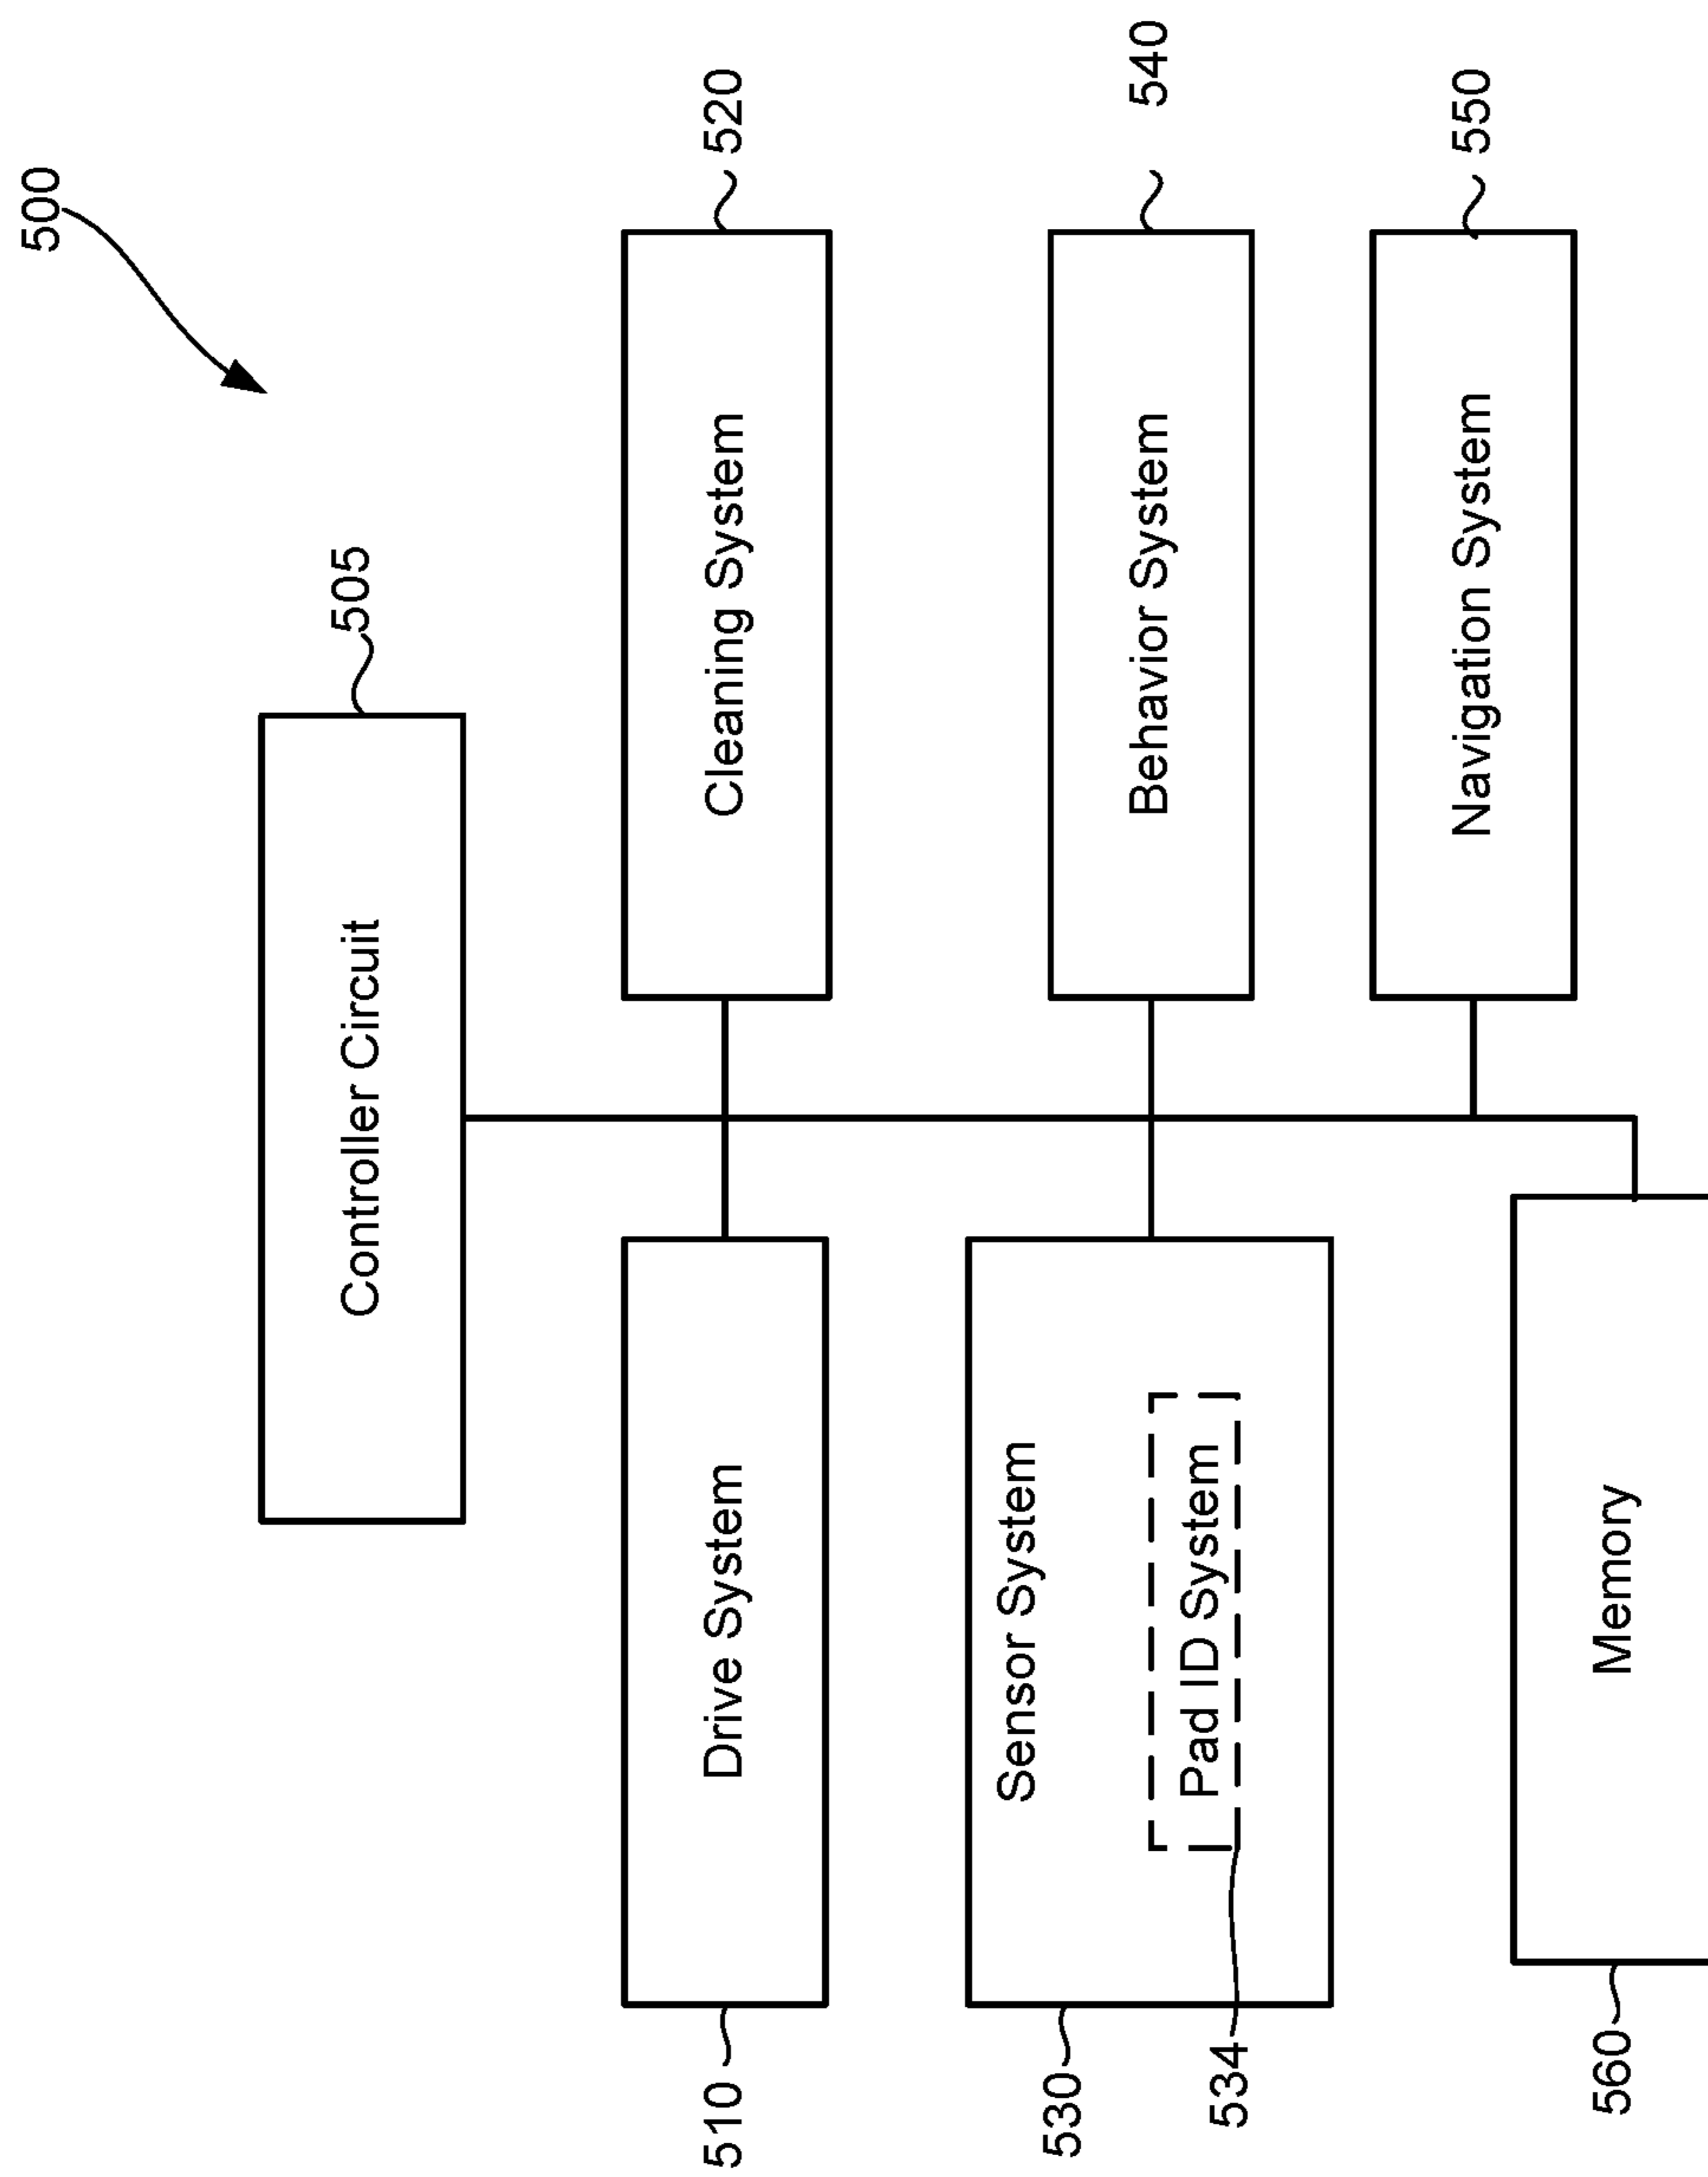 500
505
Controller Circuit
510
Drive System
Cleaning System
520
530
Sensor System
534
Pad ID System
Behavior System
540
Navigation System
550
560
Memory